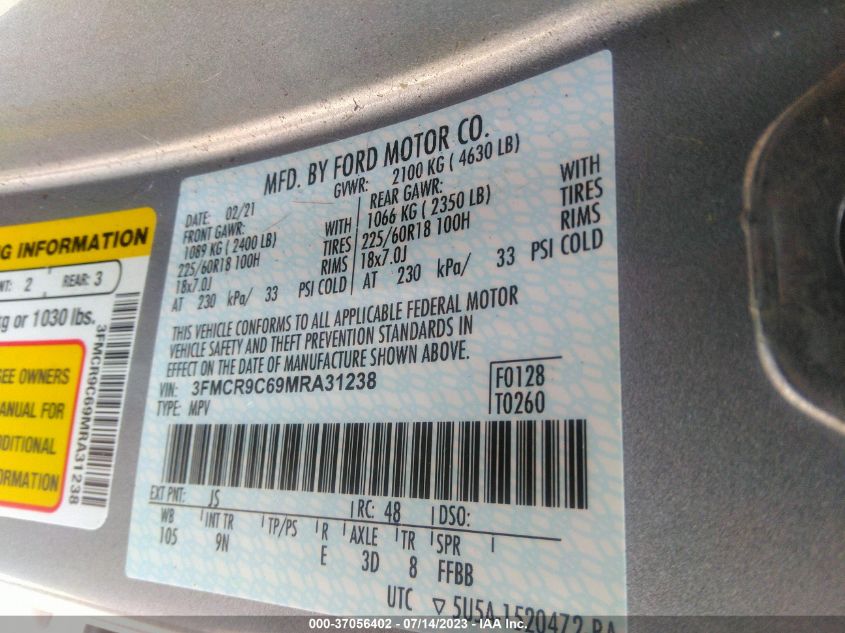 MFD. BY FORD MOTOR CO.
DATE: 02/21 GVWR: 2100 KG ( 4630 LB)
FRONT GAWR: REAR GAWR:
1089 KG ( 2400 LB) WITH 1066 KG ( 2350 LB) WITH
225/60R18 100H TIRES 225/60R18 100H TIRES
18x7.0J RIMS 18x7.0J RIMS
AT 230 kPa/ 33 PSI COLD AT 230 kPa/ 33 PSI COLD
THIS VEHICLE CONFORMS TO ALL APPLICABLE FEDERAL MOTOR
VEHICLE SAFETY AND THEFT PREVENTION STANDARDS IN
EFFECT ON THE DATE OF MANUFACTURE SHOWN ABOVE.
VIN: 3FMCR9C69MRA31238 F0128
TYPE: MPV T0260
EXT PNT: JS RC: 48 DSO:
WB INT TR TP/PS R AXLE TR SPR
105 9N E 3D 8 FFBB
UTC ▽ 5U5A 1520472 BA
INFORMATION
2 REAR: 3
kg or 1030 lbs.
SEE OWNERS
MANUAL FOR
3FMCR9C69MRA31238
000-37056402 - 07/14/2023 - IAA Inc.